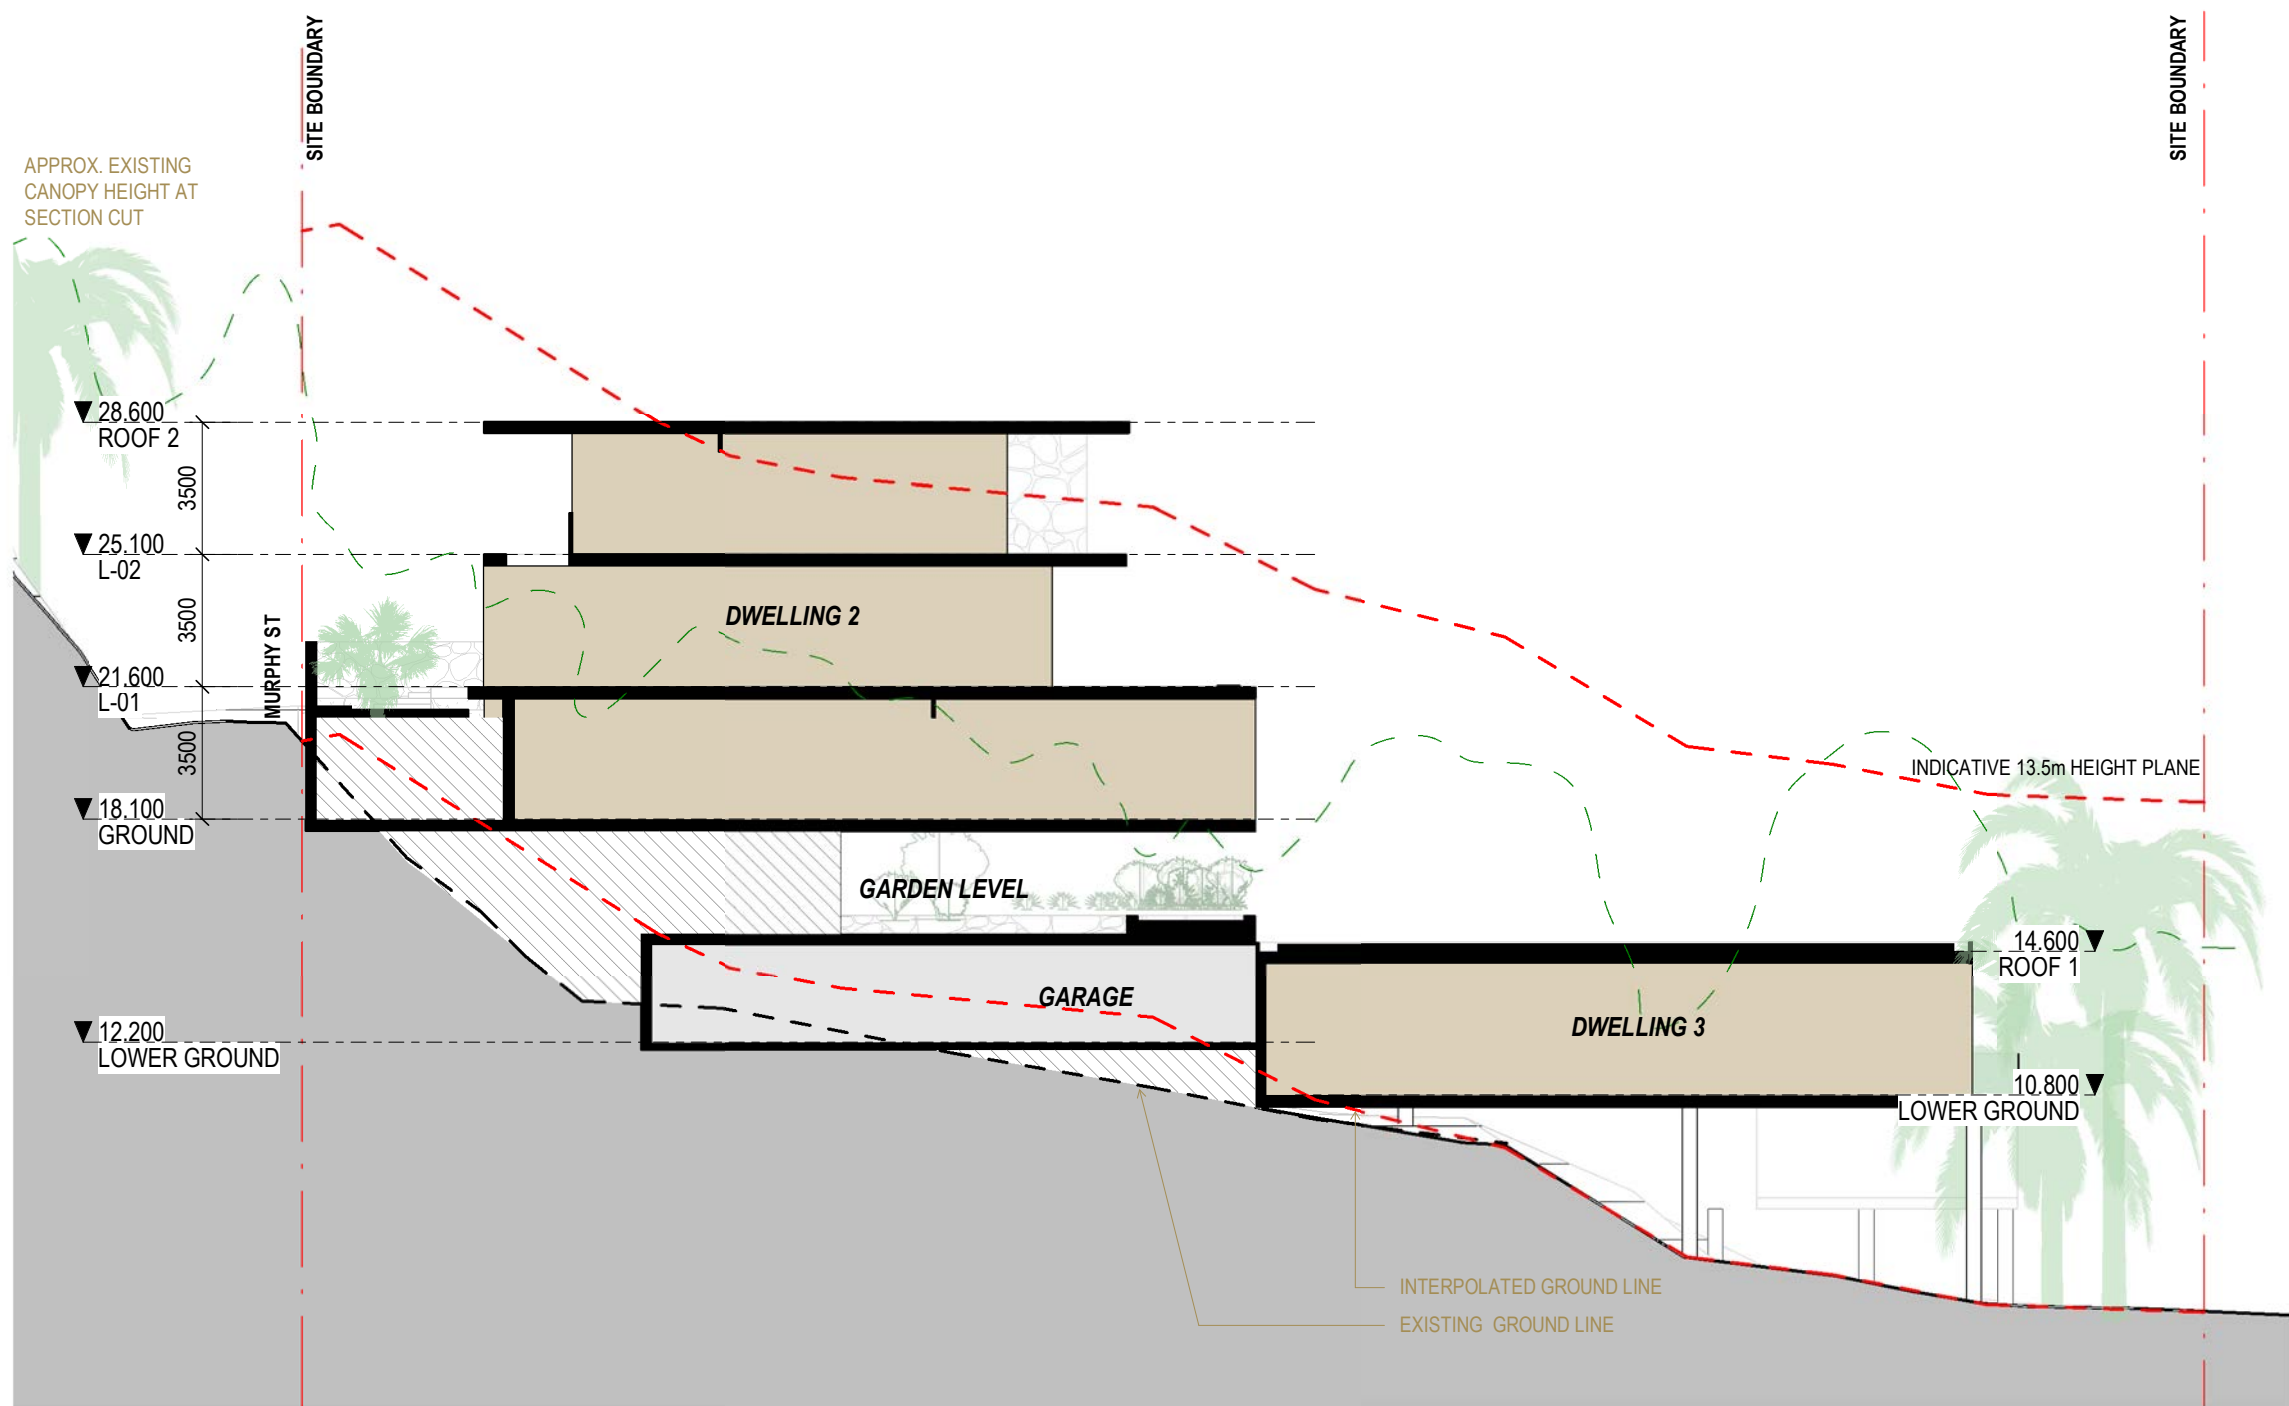 SITE BOUNDARY
SITE BOUNDARY
APPROX. EXISTING
CANOPY HEIGHT AT
SECTION CUT
28.600
ROOF 2
3500
25.100
L-02
3500
DWELLING 2
MURPHY ST
21.600
L-01
3500
INDICATIVE 13.5m HEIGHT PLANE
18.100
GROUND
GARDEN LEVEL
14.600
ROOF 1
GARAGE
DWELLING 3
12.200
LOWER GROUND
10.800
LOWER GROUND
INTERPOLATED GROUND LINE
EXISTING GROUND LINE